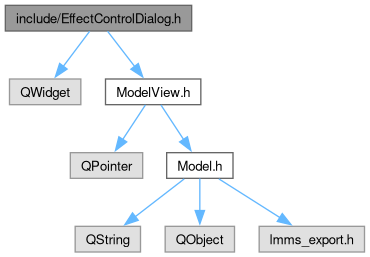 include/EffectControlDialog.h
QWidget
ModelView.h
QPointer
Model.h
QString
QObject
lmms_export.h